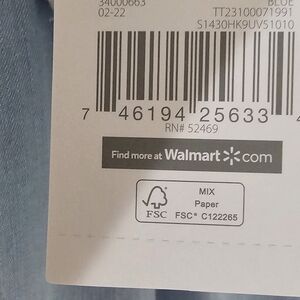 34000663 BLUE
02-22 TT23100071991
S1430HK9UV51010
7 46194 25633 4
RN# 52469
Find more at Walmart.com
FSC
MIX
Paper
FSC® C122265